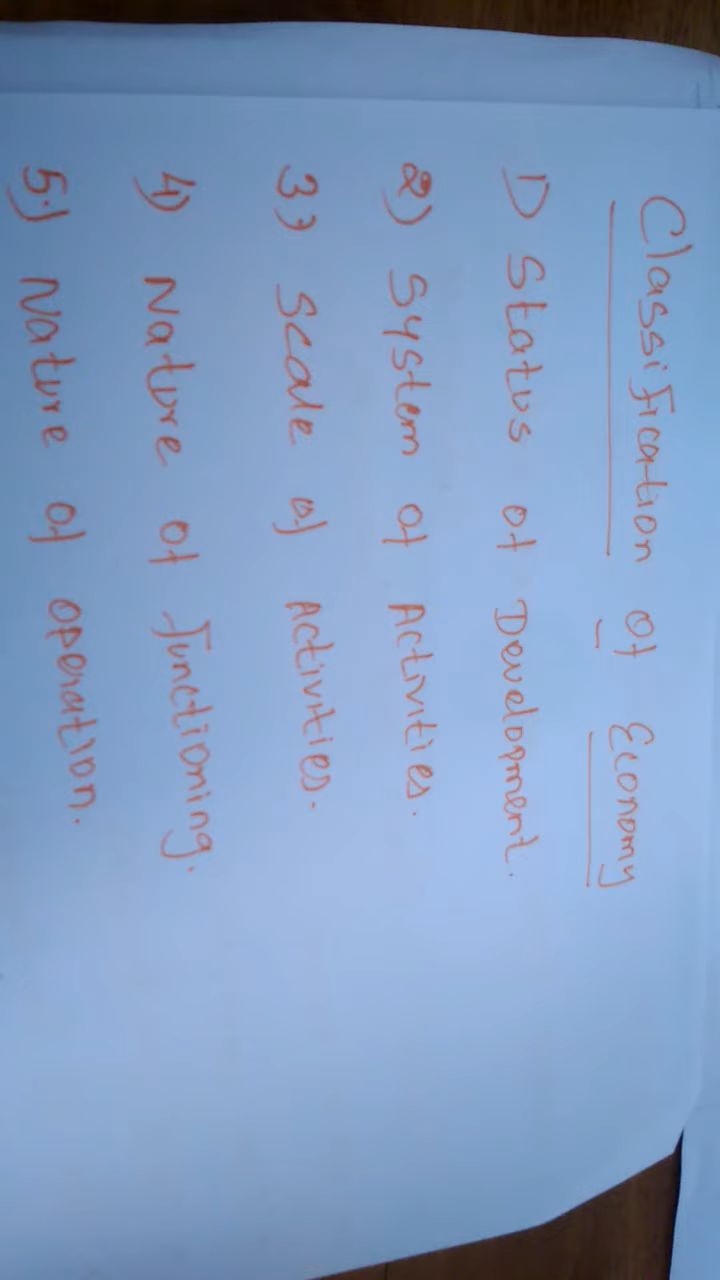 Classification of Economy
1) Status of Development.
2) System of Activities.
3) Scale of Activities.
4) Nature of functioning.
5.) Nature of operation.